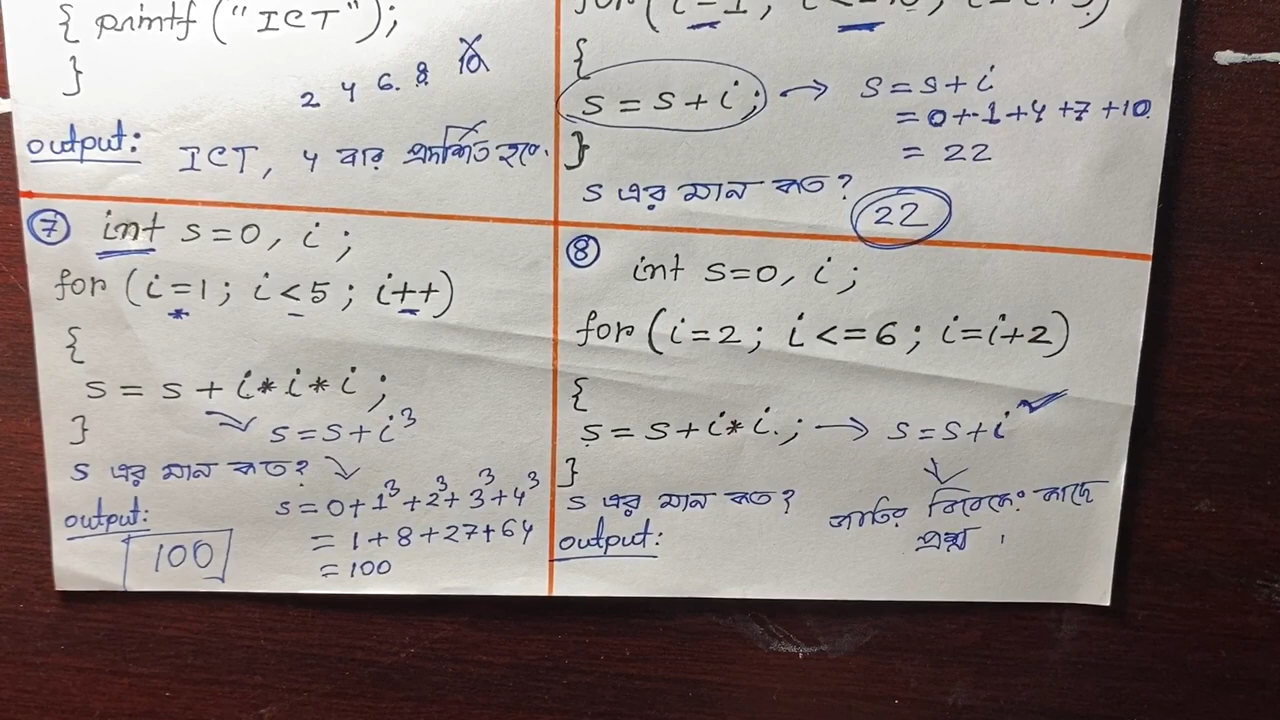 { printf ("ICT");
}
2 4 6. 8 10
output: ICT, 4 বার প্রদর্শিত হবে.
{
s = s + i ; → s = s + i
= 0 + 1 + 4 + 7 + 10
= 22
}
s এর মান কত?
22
7 int s=0, i ;
for (i=1; i<5; i++)
{
s = s + i*i*i ;
} s = s + i³
s এর মান কত?
s = 0 + 1³ + 2³ + 3³ + 4³
output: = 1 + 8 + 27 + 64
100 = 100
8 int s=0, i ;
for (i=2; i<=6; i=i+2)
{
s = s + i*i. ; → s = s + i
}
s এর মান কত? জাতির বিবেকের কাছে
output: প্রশ্ন ।